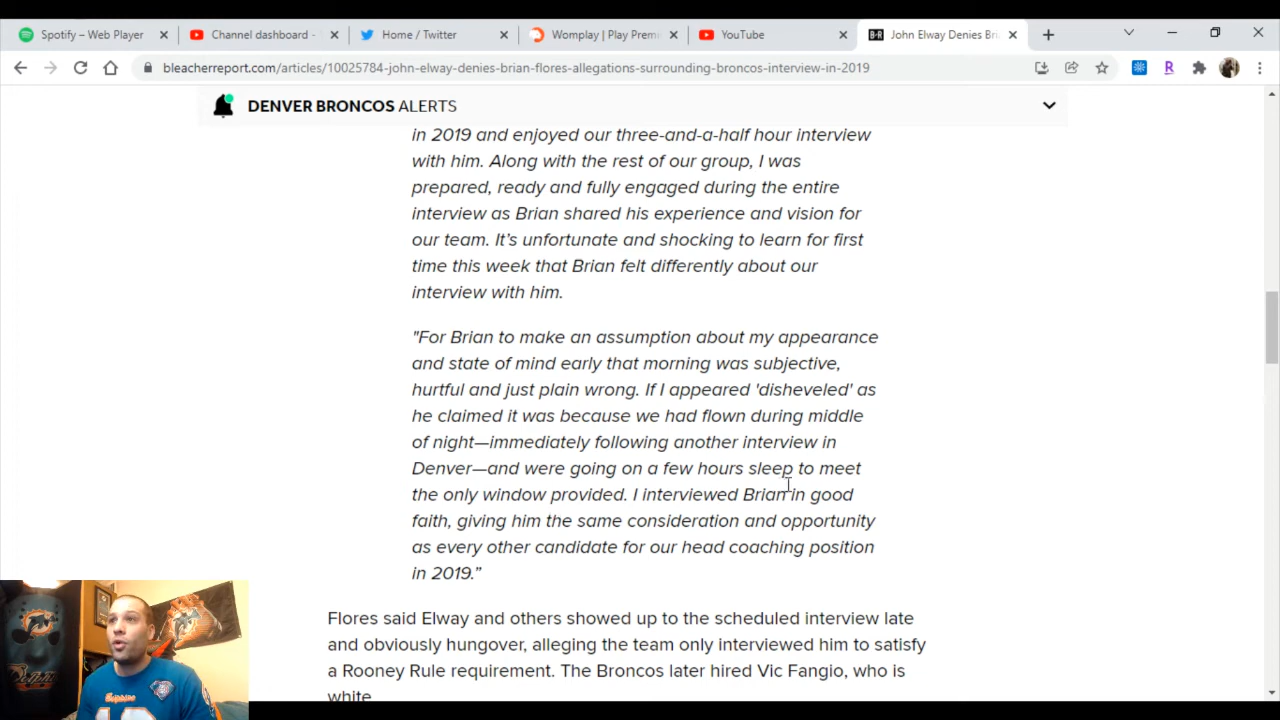 Spotify – Web Player
Channel dashboard -
Home / Twitter
Womplay | Play Premi
YouTube
B·R
John Elway Denies Bri
bleacherreport.com/articles/10025784-john-elway-denies-brian-flores-allegations-surrounding-broncos-interview-in-2019
R
DENVER BRONCOS ALERTS
in 2019 and enjoyed our three-and-a-half hour interview
with him. Along with the rest of our group, I was
prepared, ready and fully engaged during the entire
interview as Brian shared his experience and vision for
our team. It’s unfortunate and shocking to learn for first
time this week that Brian felt differently about our
interview with him.
"For Brian to make an assumption about my appearance
and state of mind early that morning was subjective,
hurtful and just plain wrong. If I appeared 'disheveled' as
he claimed it was because we had flown during middle
of night—immediately following another interview in
Denver—and were going on a few hours sleep to meet
the only window provided. I interviewed Brian in good
faith, giving him the same consideration and opportunity
as every other candidate for our head coaching position
in 2019.”
Flores said Elway and others showed up to the scheduled interview late
and obviously hungover, alleging the team only interviewed him to satisfy
a Rooney Rule requirement. The Broncos later hired Vic Fangio, who is
white.